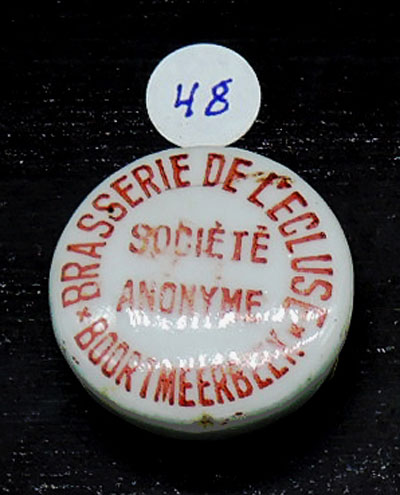 48
BRASSERIE DE L'ECLUSE
SOCIÉTÉ
ANONYME
* BOORTMEERBEEK *